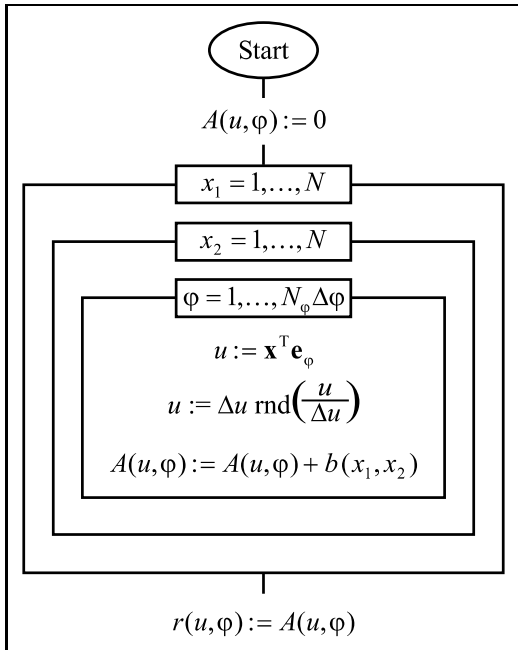 Start
A(u,φ) := 0
x₁ = 1,…,N
x₂ = 1,…,N
φ = 1,…,N_φ Δφ
u := 𝐱ᵀ𝐞_φ
u := Δu rnd(u/Δu)
A(u,φ) := A(u,φ) + b(x₁,x₂)
r(u,φ) := A(u,φ)